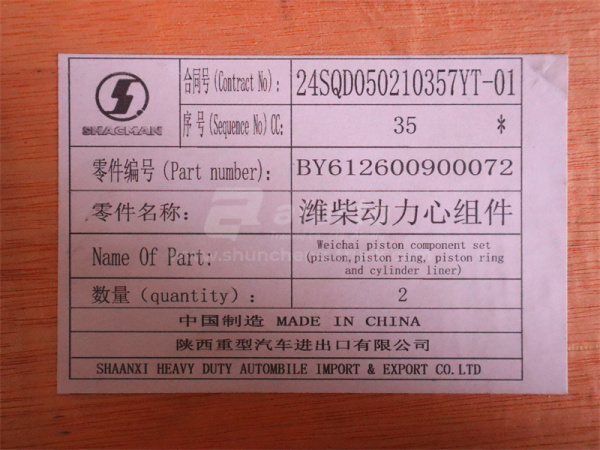 合同号(Contract No): 24SQD050210357YT-01
SHACMAN
序号(Sequence No)CC: 35 *
零件编号(Part number): BY612600900072
零件名称: 潍柴动力心组件
Name Of Part: Weichai piston component set
(piston,piston ring, piston ring
and cylinder liner)
数量(quantity): 2
中国制造 MADE IN CHINA
陕西重型汽车进出口有限公司
SHAANXI HEAVY DUTY AUTOMBILE IMPORT & EXPORT CO.LTD